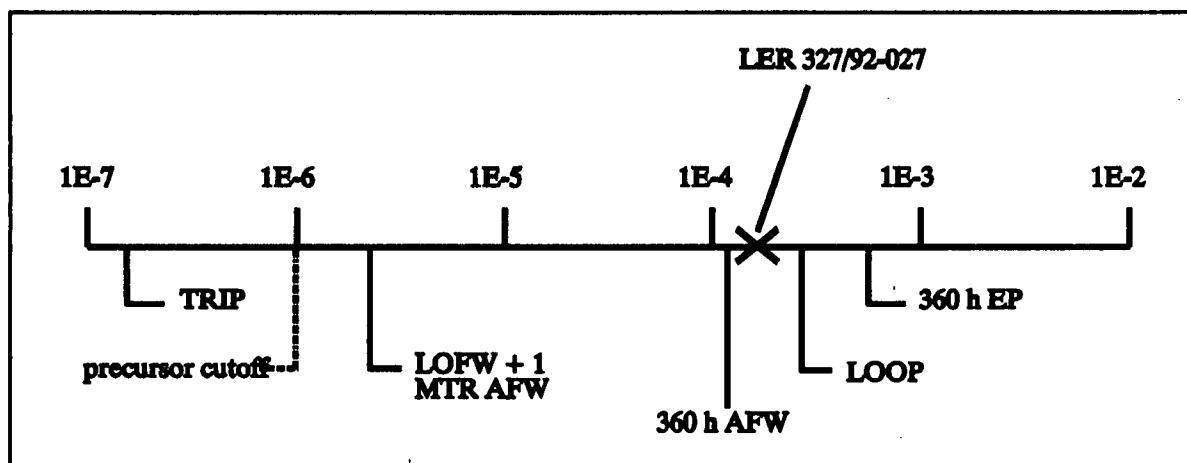 LER 327/92-027
1E-7
1E-6
1E-5
1E-4
1E-3
1E-2
TRIP
360 h EP
precursor cutoff
LOFW + 1
MTR AFW
LOOP
360 h AFW